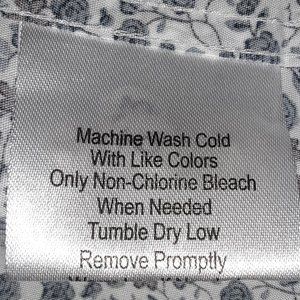 Machine Wash Cold
With Like Colors
Only Non-Chlorine Bleach
When Needed
Tumble Dry Low
Remove Promptly